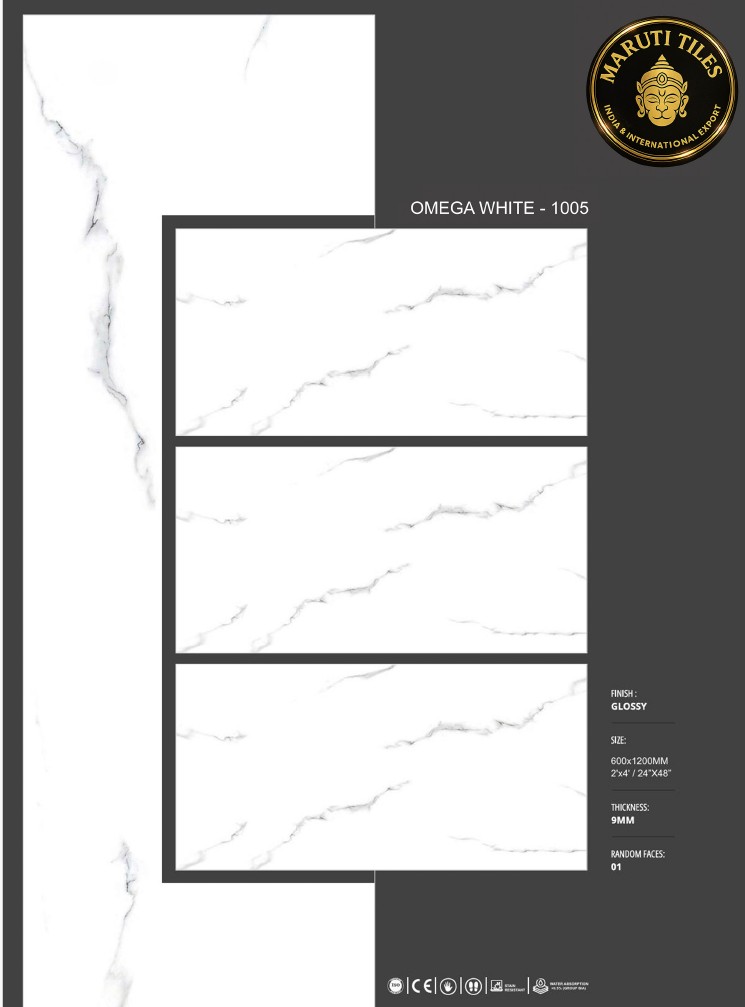 MARUTI TILES
INDIA & INTERNATIONAL EXPORT
OMEGA WHITE - 1005
FINISH :
GLOSSY
SIZE:
600x1200MM
2'x4' / 24"X48"
THICKNESS:
9MM
RANDOM FACES:
01
ISO
CE
STAIN
RESISTANT
WATER ABSORPTION